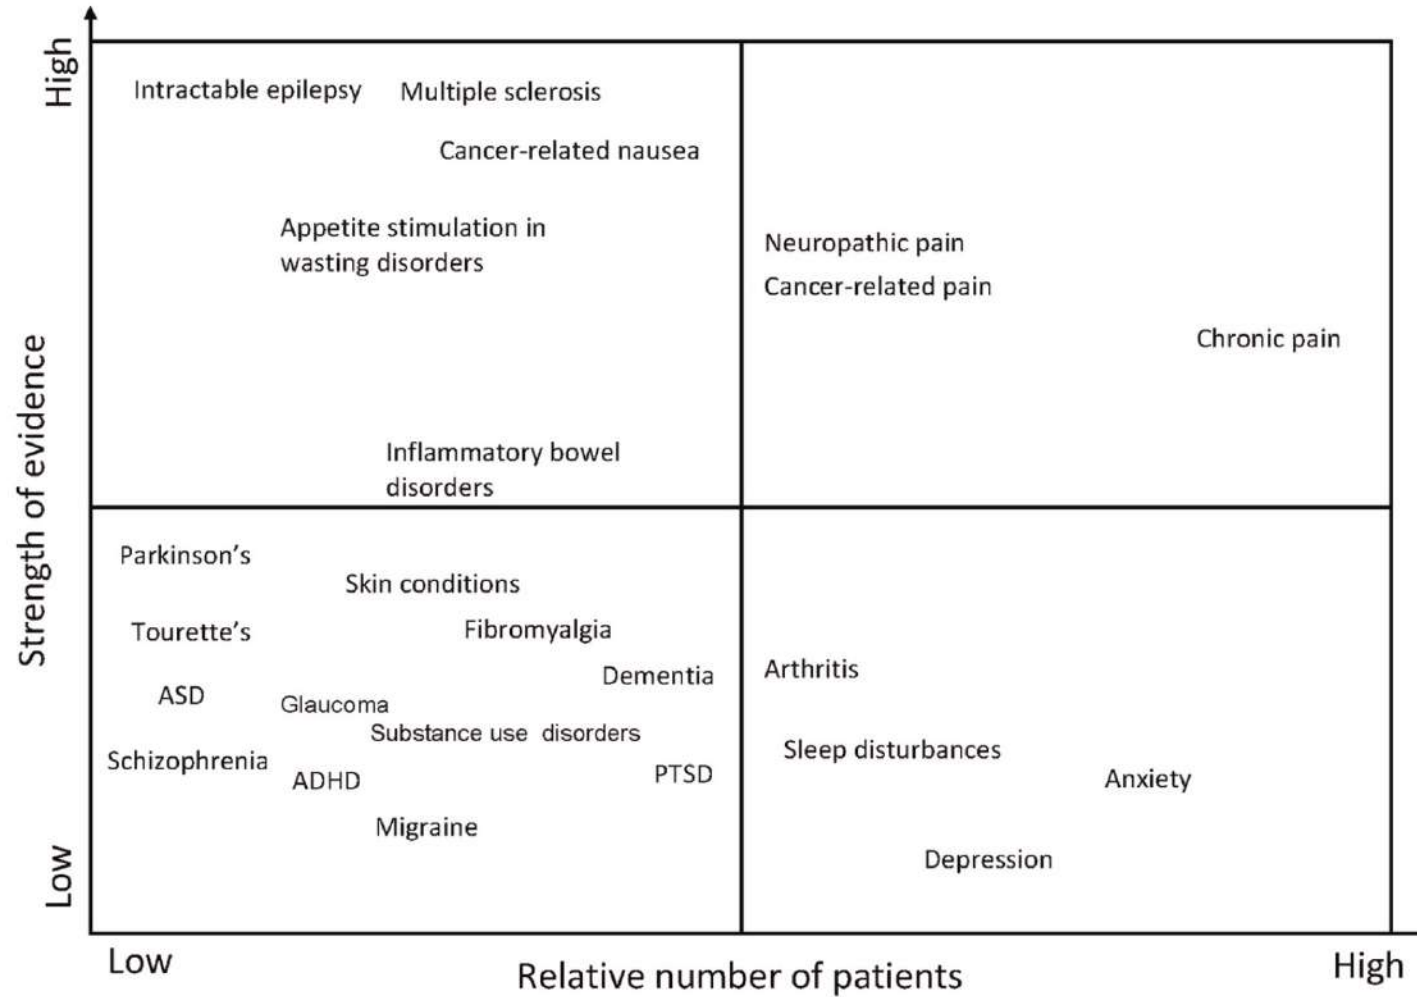 High
Intractable epilepsy
Multiple sclerosis
Cancer-related nausea
Appetite stimulation in
wasting disorders
Neuropathic pain
Cancer-related pain
Chronic pain
Inflammatory bowel
disorders
Strength of evidence
Parkinson’s
Skin conditions
Tourette’s
Fibromyalgia
Dementia
Arthritis
ASD
Glaucoma
Substance use disorders
Sleep disturbances
Schizophrenia
ADHD
PTSD
Anxiety
Migraine
Depression
Low
Low
Relative number of patients
High